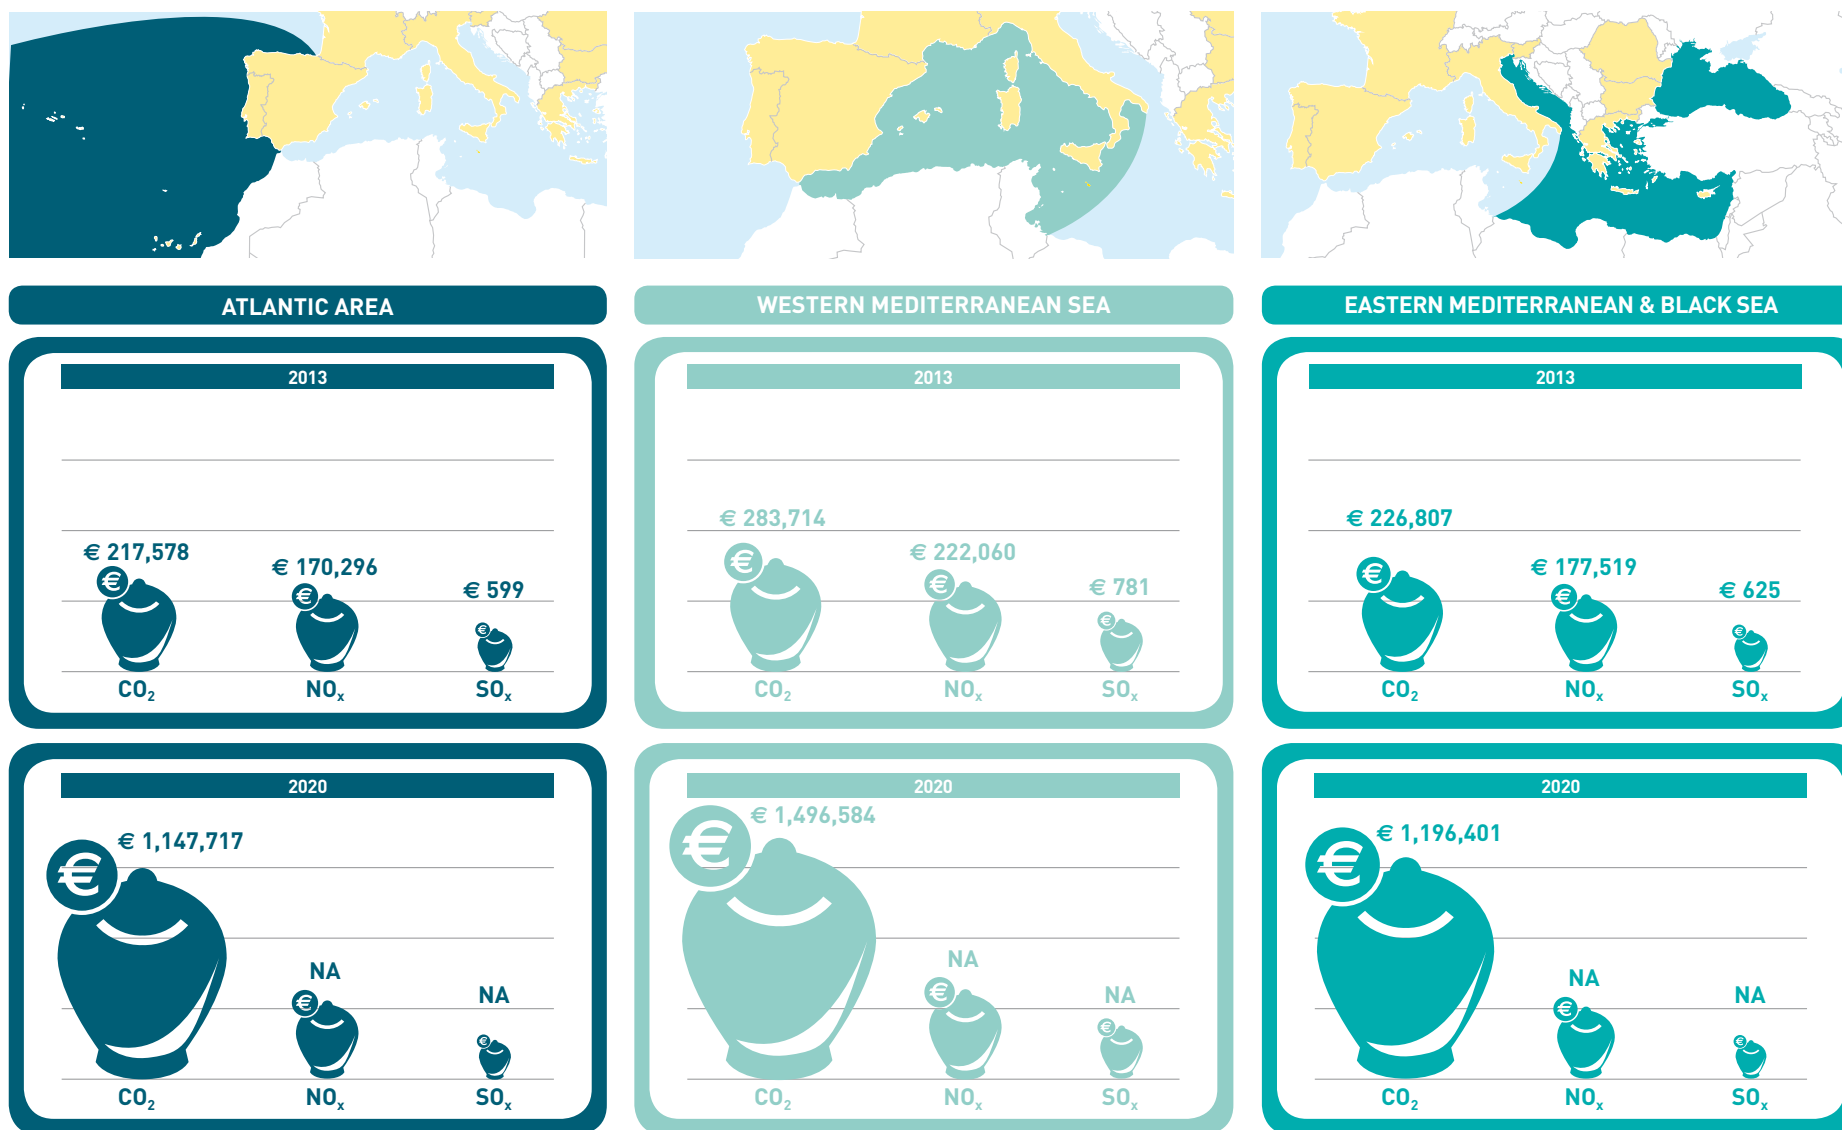 ATLANTIC AREA
WESTERN MEDITERRANEAN SEA
EASTERN MEDITERRANEAN & BLACK SEA
2013
€ 217,578
€ 170,296
€ 599
€
€
€
CO₂
NOₓ
SOₓ
2013
€ 283,714
€ 222,060
€ 781
€
€
€
CO₂
NOₓ
SOₓ
2013
€ 226,807
€ 177,519
€ 625
€
€
€
CO₂
NOₓ
SOₓ
2020
€ 1,147,717
NA
NA
€
€
€
CO₂
NOₓ
SOₓ
2020
€ 1,496,584
NA
NA
€
€
€
CO₂
NOₓ
SOₓ
2020
€ 1,196,401
NA
NA
€
€
€
CO₂
NOₓ
SOₓ